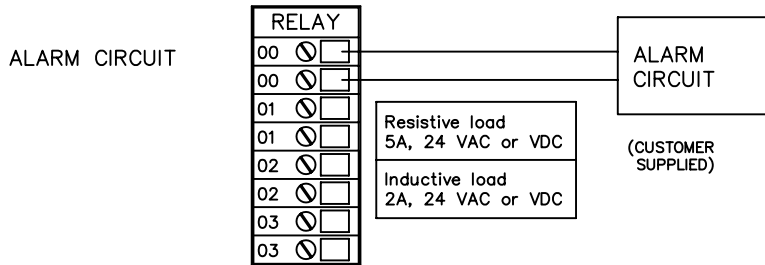 ALARM CIRCUIT
RELAY
00
00
01
01
02
02
03
03
Resistive load
5A, 24 VAC or VDC
Inductive load
2A, 24 VAC or VDC
ALARM
CIRCUIT
(CUSTOMER
SUPPLIED)